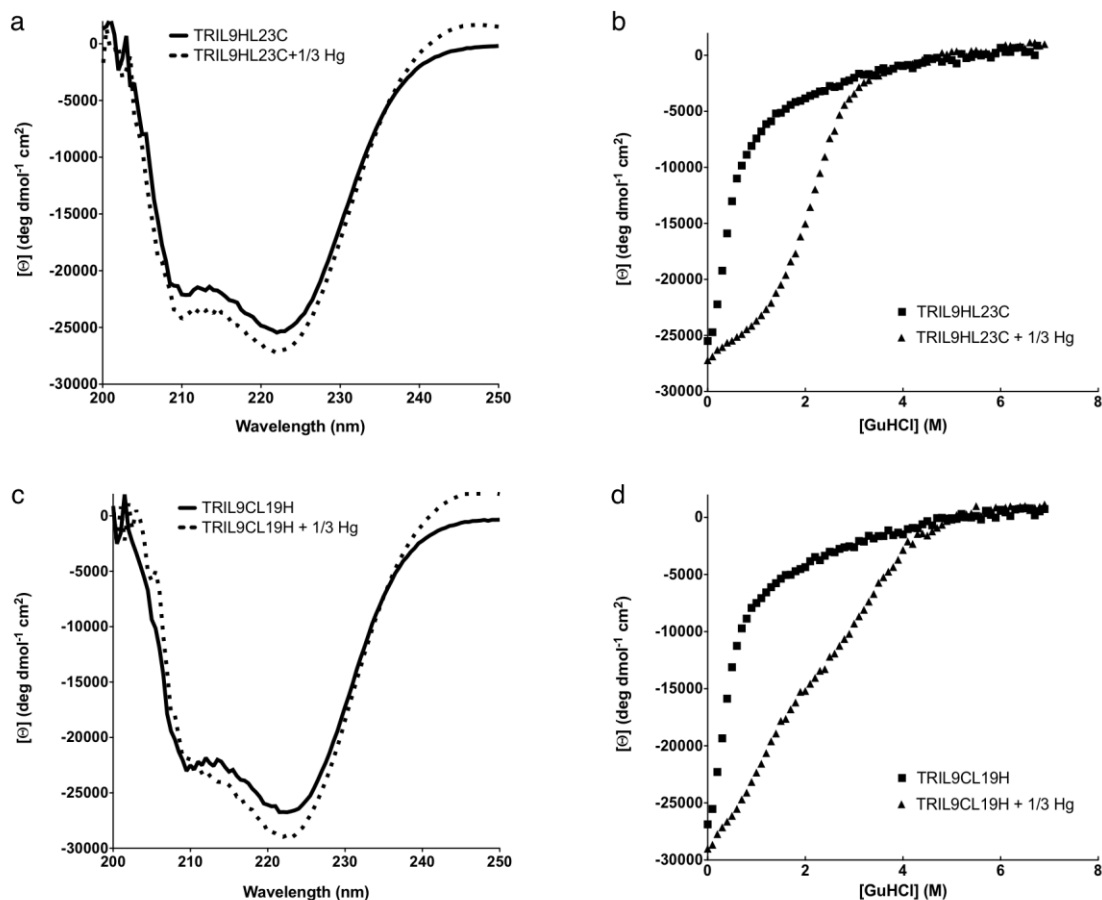 a
TRIL9HL23C
TRIL9HL23C+1/3 Hg
0
-5000
-10000
-15000
-20000
-25000
-30000
[Θ] (deg dmol⁻¹ cm²)
200 210 220 230 240 250
Wavelength (nm)
b
0
-5000
-10000
-15000
-20000
-25000
-30000
[Θ] (deg dmol⁻¹ cm²)
TRIL9HL23C
TRIL9HL23C + 1/3 Hg
0 2 4 6 8
[GuHCl] (M)
c
TRIL9CL19H
TRIL9CL19H + 1/3 Hg
0
-5000
-10000
-15000
-20000
-25000
-30000
[Θ] (deg dmol⁻¹ cm²)
200 210 220 230 240 250
Wavelength (nm)
d
0
-5000
-10000
-15000
-20000
-25000
-30000
[Θ] (deg dmol⁻¹ cm²)
TRIL9CL19H
TRIL9CL19H + 1/3 Hg
0 2 4 6 8
[GuHCl] (M)